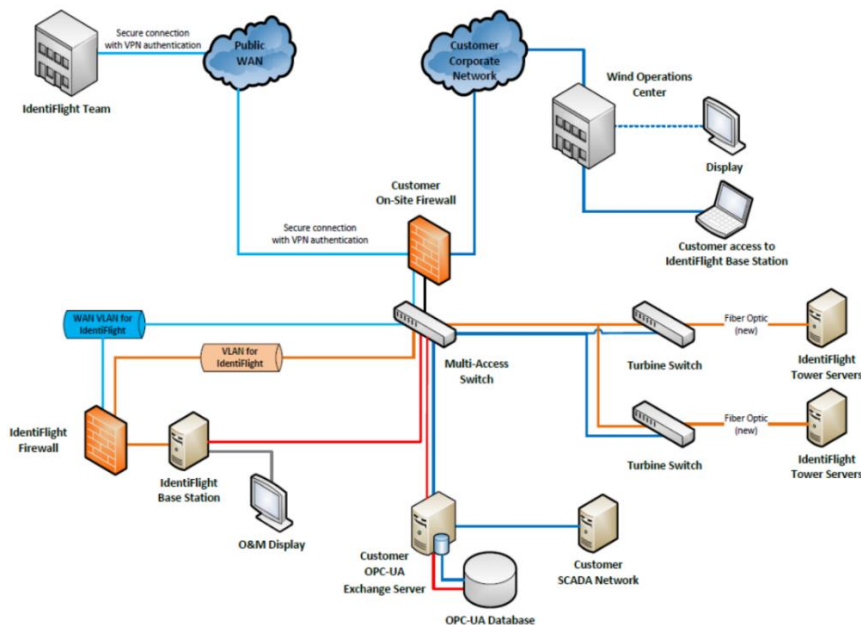 Secure connection
with VPN authentication
Public
WAN
Customer
Corporate
Network
IdentiFlight Team
Wind Operations
Center
Display
Customer
On-Site Firewall
Secure connection
with VPN authentication
Customer access to
IdentiFlight Base Station
WAN VLAN for
IdentiFlight
VLAN for
IdentiFlight
Multi-Access
Switch
Turbine Switch
Fiber Optic
(new)
IdentiFlight
Tower Servers
IdentiFlight
Firewall
IdentiFlight
Base Station
O&M Display
Turbine Switch
Fiber Optic
(new)
IdentiFlight
Tower Servers
Customer
OPC-UA
Exchange Server
OPC-UA Database
Customer
SCADA Network